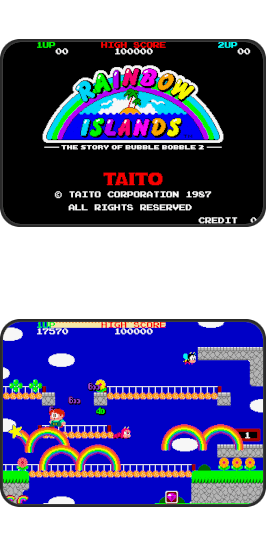 1UP HIGH SCORE 2UP
00 100000 00
RAINBOW
ISLANDS
THE STORY OF BUBBLE BOBBLE 2
TAITO
© TAITO CORPORATION 1987
ALL RIGHTS RESERVED
CREDIT 0
1UP HIGH SCORE
17570 100000
1